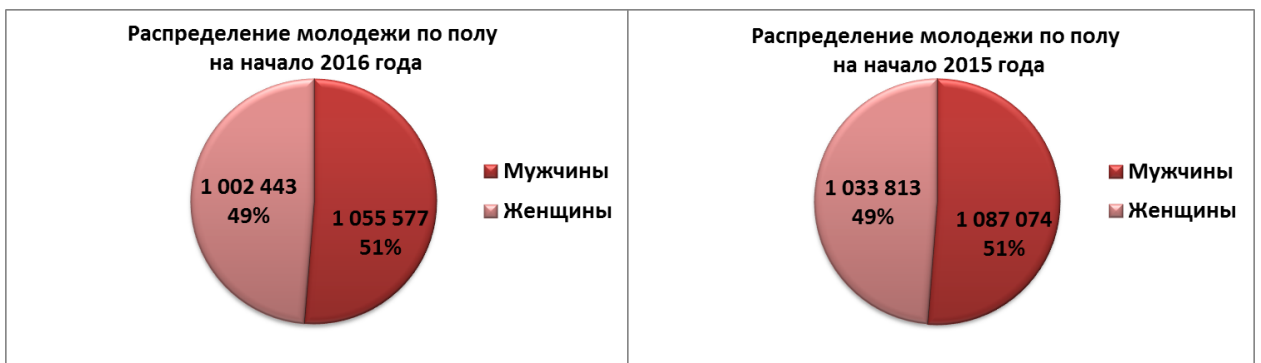 Распределение молодежи по полу
на начало 2016 года
1 002 443
49%
1 055 577
51%
Мужчины
Женщины
Распределение молодежи по полу
на начало 2015 года
1 033 813
49%
1 087 074
51%
Мужчины
Женщины